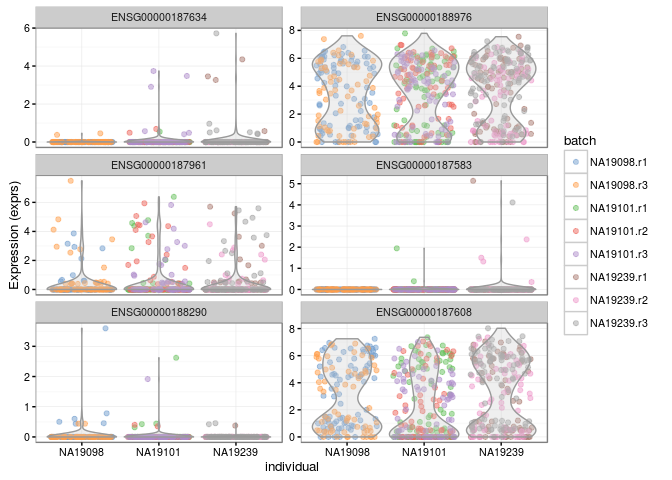 ENSG00000187634
ENSG00000188976
6
4
2
0
8
6
4
2
0
ENSG00000187961
ENSG00000187583
6
4
2
0
5
4
3
2
1
0
ENSG00000188290
ENSG00000187608
3
2
1
0
8
6
4
2
0
NA19098
NA19101
NA19239
NA19098
NA19101
NA19239
individual
Expression (exprs)
batch
NA19098.r1
NA19098.r3
NA19101.r1
NA19101.r2
NA19101.r3
NA19239.r1
NA19239.r2
NA19239.r3